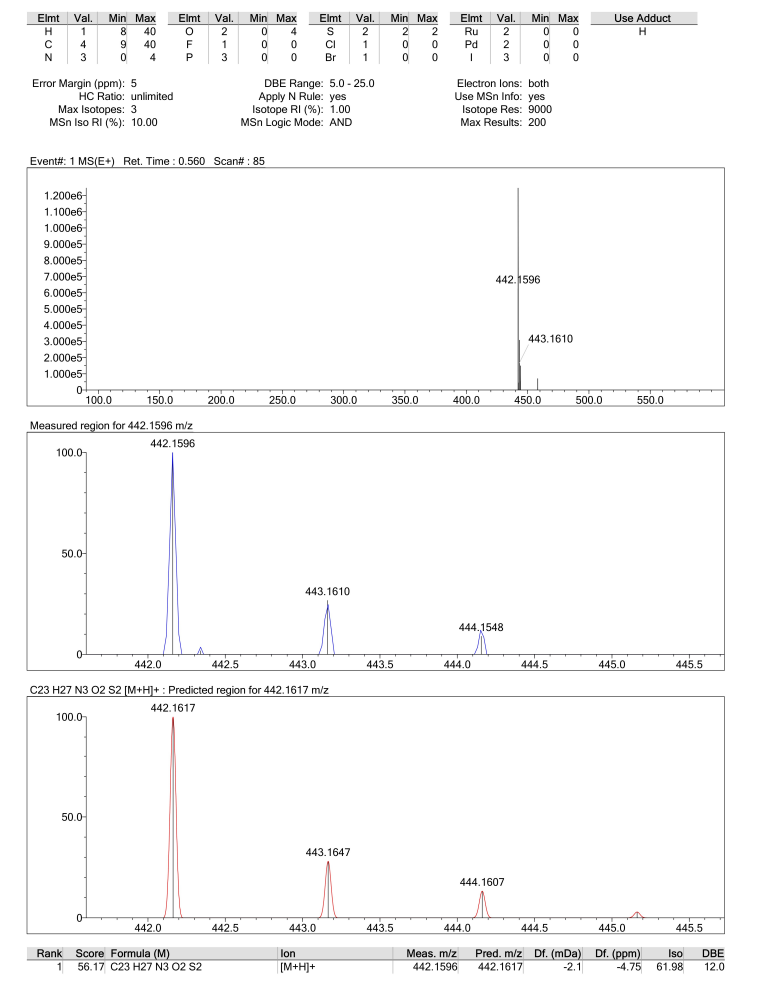 Elmt Val. Min Max Elmt Val. Min Max Elmt Val. Min Max Elmt Val. Min Max Use Adduct
H 1 8 40 O 2 0 4 S 2 2 2 Ru 2 0 0 H
C 4 9 40 F 1 0 0 Cl 1 0 0 Pd 2 0 0
N 3 0 4 P 3 0 0 Br 1 0 0 I 3 0 0
Error Margin (ppm): 5 DBE Range: 5.0 - 25.0 Electron Ions: both
HC Ratio: unlimited Apply N Rule: yes Use MSn Info: yes
Max Isotopes: 3 Isotope RI (%): 1.00 Isotope Res: 9000
MSn Iso RI (%): 10.00 MSn Logic Mode: AND Max Results: 200
Event#: 1 MS(E+) Ret. Time : 0.560 Scan# : 85
1.200e6
1.100e6
1.000e6
9.000e5
8.000e5
7.000e5
442.1596
6.000e5
5.000e5
4.000e5
443.1610
3.000e5
2.000e5
1.000e5
0
100.0 150.0 200.0 250.0 300.0 350.0 400.0 450.0 500.0 550.0
Measured region for 442.1596 m/z
442.1596
100.0
50.0
443.1610
444.1548
0
442.0 442.5 443.0 443.5 444.0 444.5 445.0 445.5
C23 H27 N3 O2 S2 [M+H]+ : Predicted region for 442.1617 m/z
442.1617
100.0
50.0
443.1647
444.1607
0
442.0 442.5 443.0 443.5 444.0 444.5 445.0 445.5
Rank Score Formula (M) Ion Meas. m/z Pred. m/z Df. (mDa) Df. (ppm) Iso DBE
1 56.17 C23 H27 N3 O2 S2 [M+H]+ 442.1596 442.1617 -2.1 -4.75 61.98 12.0